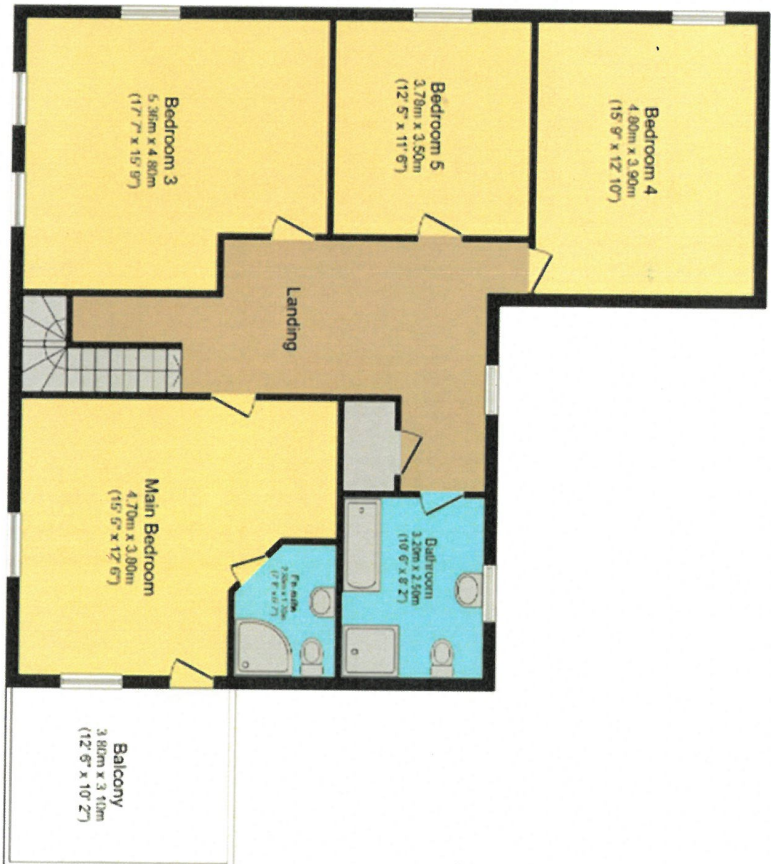 Bedroom 3
5.36m x 4.80m
(17' 7" x 15' 9")
Bedroom 5
3.78m x 3.50m
(12' 5" x 11' 6")
Bedroom 4
4.80m x 3.90m
(15' 9" x 12' 10")
Landing
Main Bedroom
4.70m x 3.80m
(15' 5" x 12' 6")
Bathroom
3.20m x 2.50m
(10' 6" x 8' 2")
En-suite
Balcony
3.80m x 3.10m
(12' 6" x 10' 2")